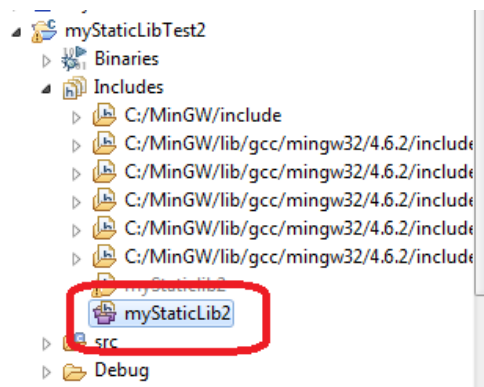 myStaticLibTest2
Binaries
Includes
C:/MinGW/include
C:/MinGW/lib/gcc/mingw32/4.6.2/include
C:/MinGW/lib/gcc/mingw32/4.6.2/include
C:/MinGW/lib/gcc/mingw32/4.6.2/include
C:/MinGW/lib/gcc/mingw32/4.6.2/include
C:/MinGW/lib/gcc/mingw32/4.6.2/include
myStaticlib2
myStaticLib2
src
Debug